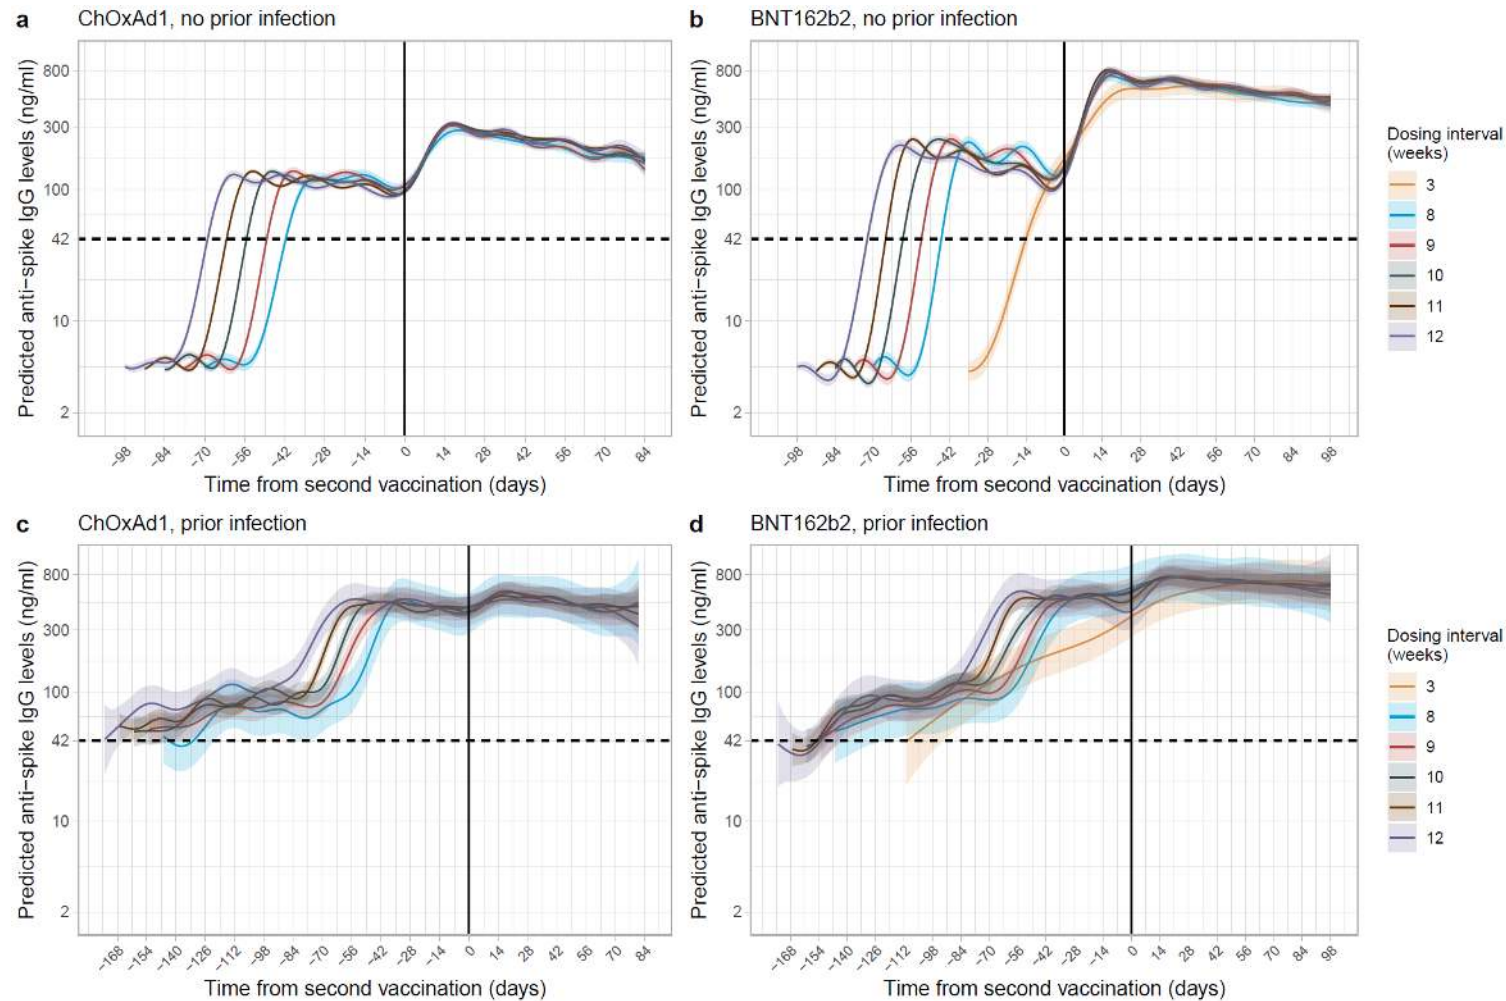 a ChOxAd1, no prior infection
Predicted anti−spike IgG levels (ng/ml)
800
300
100
42
10
2
−98 −84 −70 −56 −42 −28 −14 0 14 28 42 56 70 84
Time from second vaccination (days)
b BNT162b2, no prior infection
Predicted anti−spike IgG levels (ng/ml)
800
300
100
42
10
2
−98 −84 −70 −56 −42 −28 −14 0 14 28 42 56 70 84 98
Time from second vaccination (days)
Dosing interval
(weeks)
3
8
9
10
11
12
c ChOxAd1, prior infection
Predicted anti−spike IgG levels (ng/ml)
800
300
100
42
10
2
−168 −154 −140 −126 −112 −98 −84 −70 −56 −42 −28 −14 0 14 28 42 56 70 84
Time from second vaccination (days)
d BNT162b2, prior infection
Predicted anti−spike IgG levels (ng/ml)
800
300
100
42
10
2
−168 −154 −140 −126 −112 −98 −84 −70 −56 −42 −28 −14 0 14 28 42 56 70 84 98
Time from second vaccination (days)
Dosing interval
(weeks)
3
8
9
10
11
12